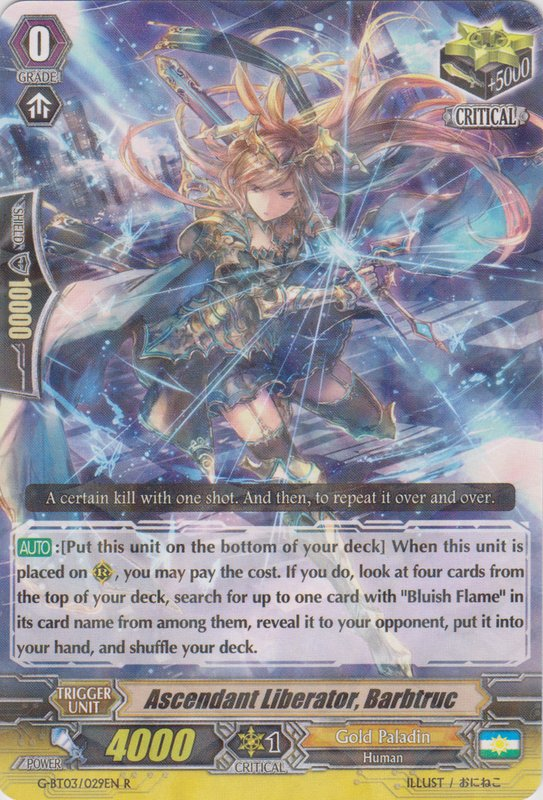 0
GRADE
+5000
CRITICAL
SHIELD
10000
A certain kill with one shot. And then, to repeat it over and over.
AUTO :[Put this unit on the bottom of your deck] When this unit is
placed on R, you may pay the cost. If you do, look at four cards from
the top of your deck, search for up to one card with "Bluish Flame" in
its card name from among them, reveal it to your opponent, put it into
your hand, and shuffle your deck.
TRIGGER
UNIT
Ascendant Liberator, Barbtruc
POWER
4000
1
CRITICAL
Gold Paladin
Human
G-BT03/029EN R
ILLUST / おにねこ